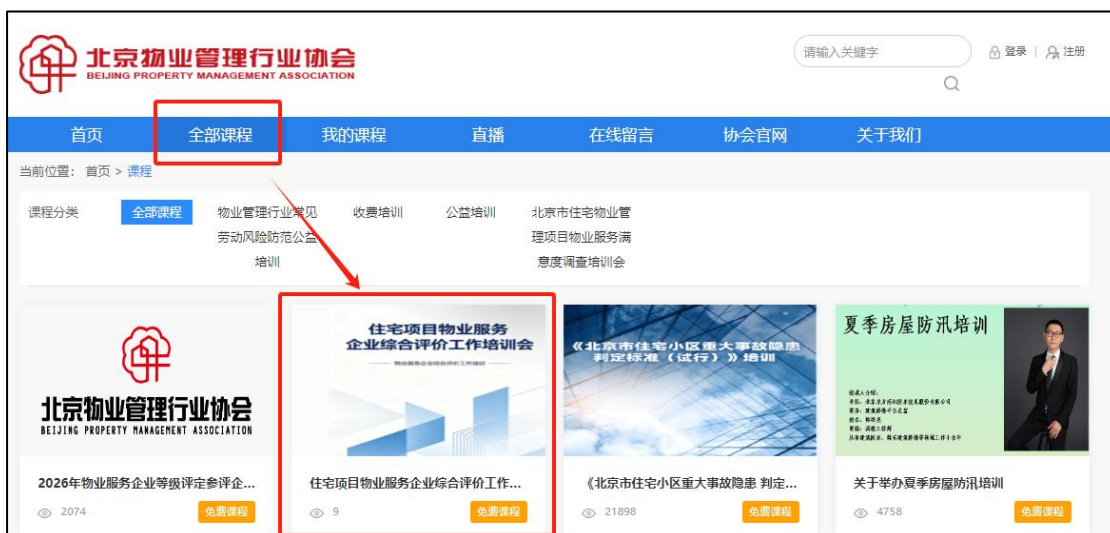 北京物业管理行业协会
BEIJING PROPERTY MANAGEMENT ASSOCIATION
请输入关键字
登录 | 注册
首页 全部课程 我的课程 直播 在线留言 协会官网 关于我们
当前位置： 首页 > 课程
课程分类 全部课程 物业管理行业常见 收费培训 公益培训 北京市住宅物业管
劳动风险防范公益 理项目物业服务满
培训 意度调查培训会
北京物业管理行业协会
BEIJING PROPERTY MANAGEMENT ASSOCIATION
住宅项目物业服务
企业综合评价工作培训会
《北京市住宅小区重大事故隐患
判定标准（试行）》培训
夏季房屋防汛培训
2026年物业服务企业等级评定参评企...
2074 免费课程
住宅项目物业服务企业综合评价工作...
9 免费课程
《北京市住宅小区重大事故隐患 判定...
21898 免费课程
关于举办夏季房屋防汛培训
4758 免费课程